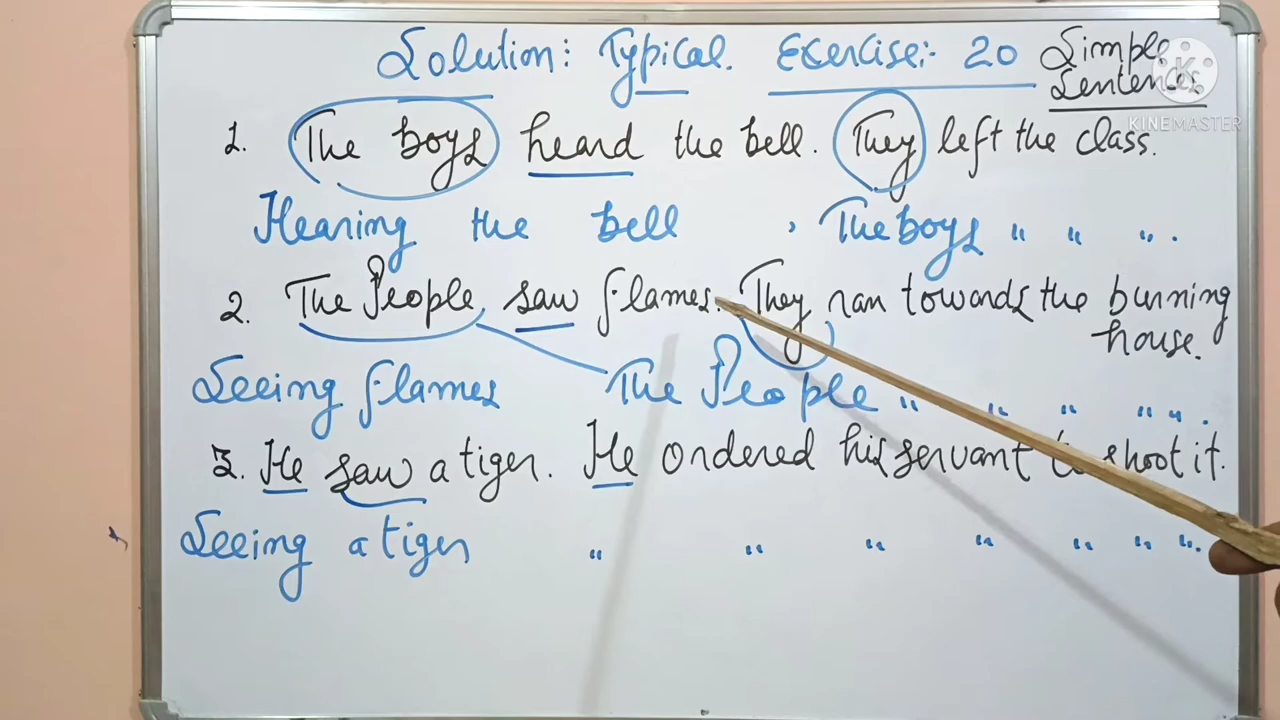 Solution: Typical. Exercise:- 20 Simple Sentences
KINEMASTER
1. The boys heard the bell. They left the class.
Hearing the bell, The boys " " ".
2. The People saw flames. They ran towards the burning house.
Seeing flames The People " " " " ".
3. He saw a tiger. He ordered his servant to shoot it.
Seeing a tiger " " " " " " ".